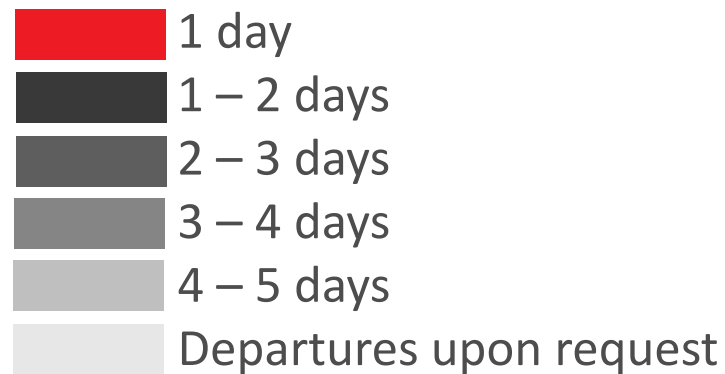 1 day
1 – 2 days
2 – 3 days
3 – 4 days
4 – 5 days
Departures upon request